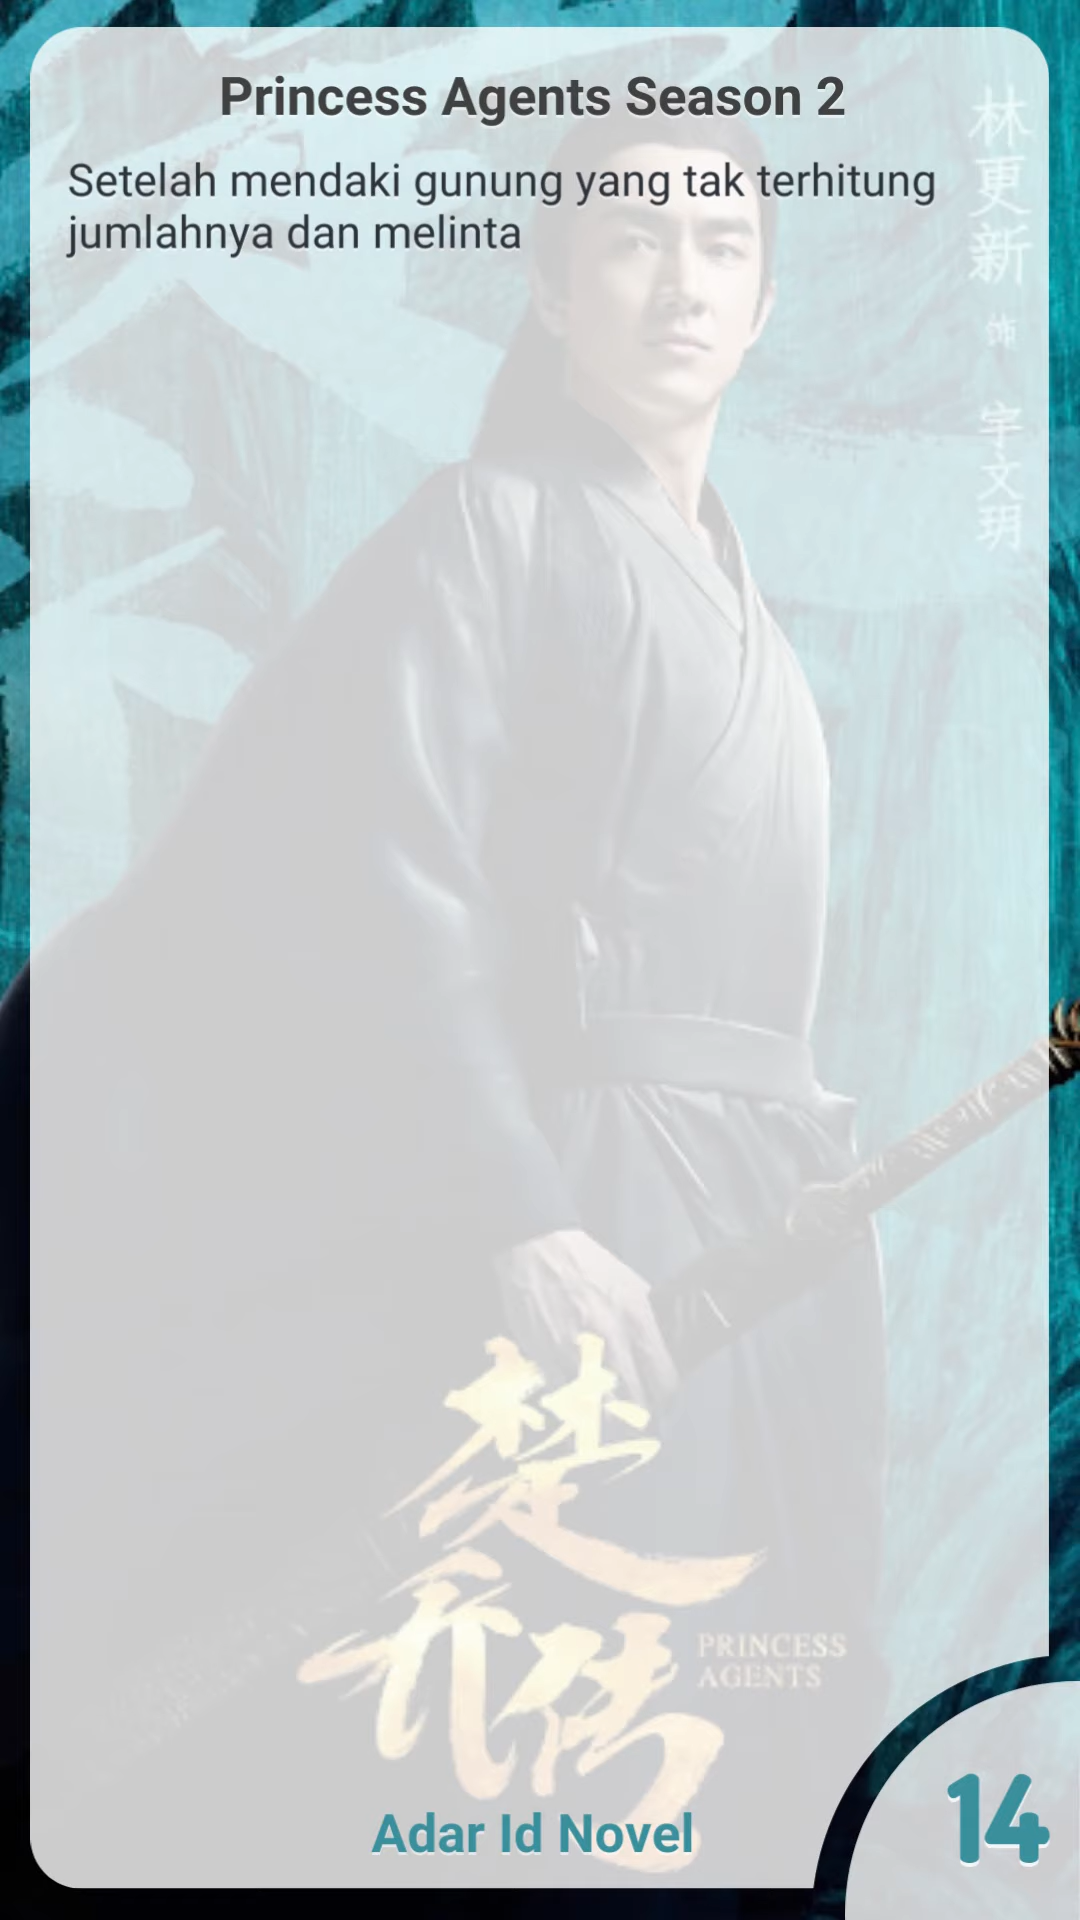 Princess Agents Season 2
Setelah mendaki gunung yang tak terhitung
jumlahnya dan melinta
林更新 饰 宇文玥
楚乔传
PRINCESS
AGENTS
Adar Id Novel
14